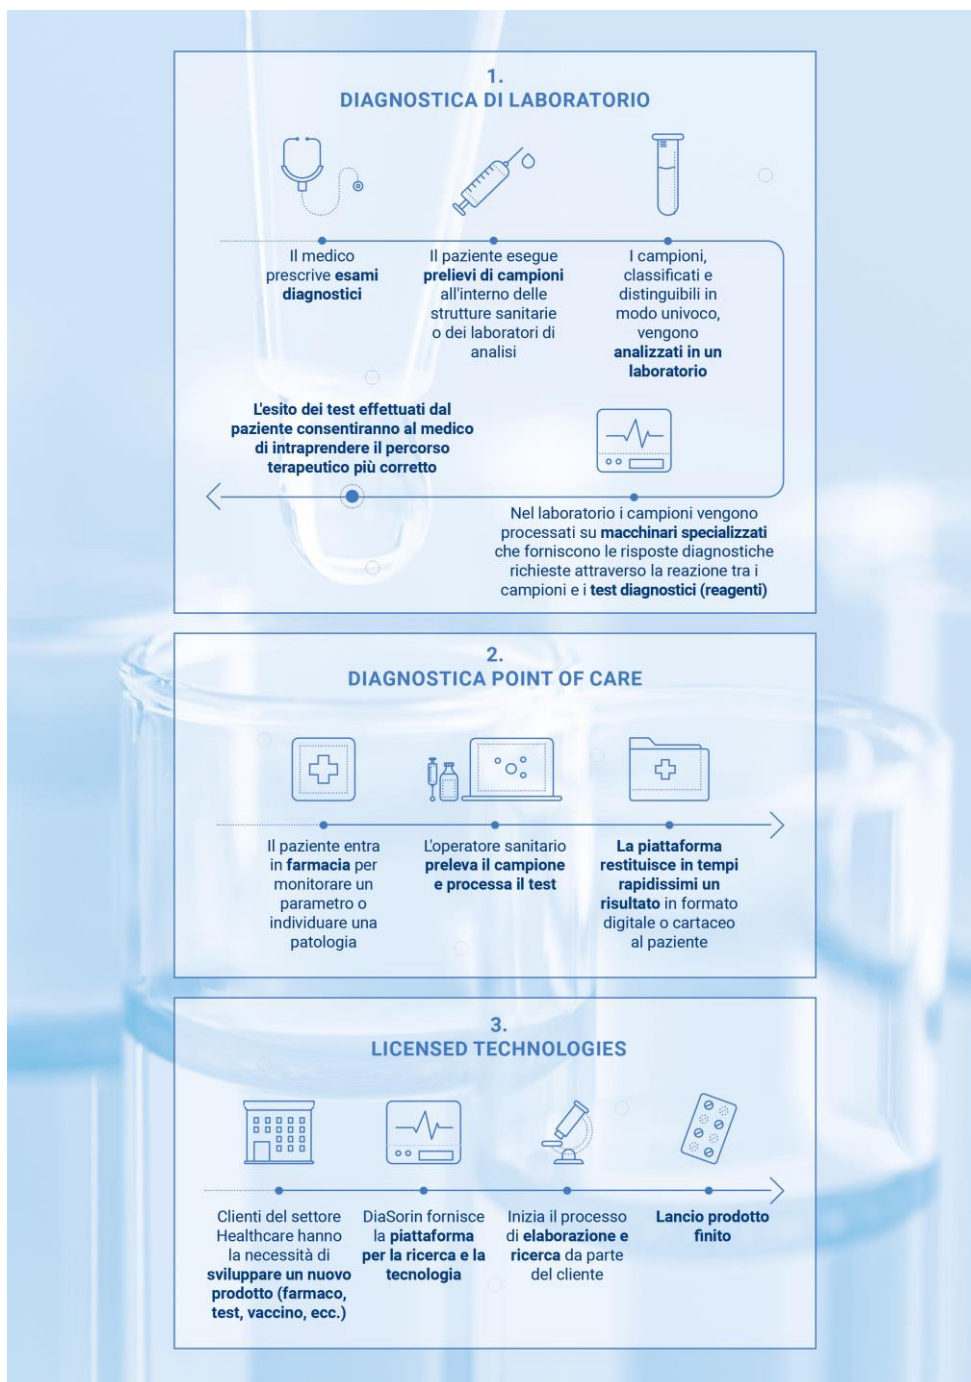 1.
DIAGNOSTICA DI LABORATORIO
Il medico
prescrive esami
diagnostici
Il paziente esegue
prelievi di campioni
all'interno delle
strutture sanitarie
o dei laboratori di
analisi
I campioni,
classificati e
distinguibili in
modo univoco,
vengono
analizzati in un
laboratorio
Nel laboratorio i campioni vengono
processati su macchinari specializzati
che forniscono le risposte diagnostiche
richieste attraverso la reazione tra i
campioni e i test diagnostici (reagenti)
L'esito dei test effettuati dal
paziente consentiranno al medico
di intraprendere il percorso
terapeutico più corretto
2.
DIAGNOSTICA POINT OF CARE
Il paziente entra
in farmacia per
monitorare un
parametro o
individuare una
patologia
L'operatore sanitario
preleva il campione
e processa il test
La piattaforma
restituisce in tempi
rapidissimi un
risultato in formato
digitale o cartaceo
al paziente
3.
LICENSED TECHNOLOGIES
Clienti del settore
Healthcare hanno
la necessità di
sviluppare un nuovo
prodotto (farmaco,
test, vaccino, ecc.)
DiaSorin fornisce
la piattaforma
per la ricerca e la
tecnologia
Inizia il processo
di elaborazione e
ricerca da parte
del cliente
Lancio prodotto
finito